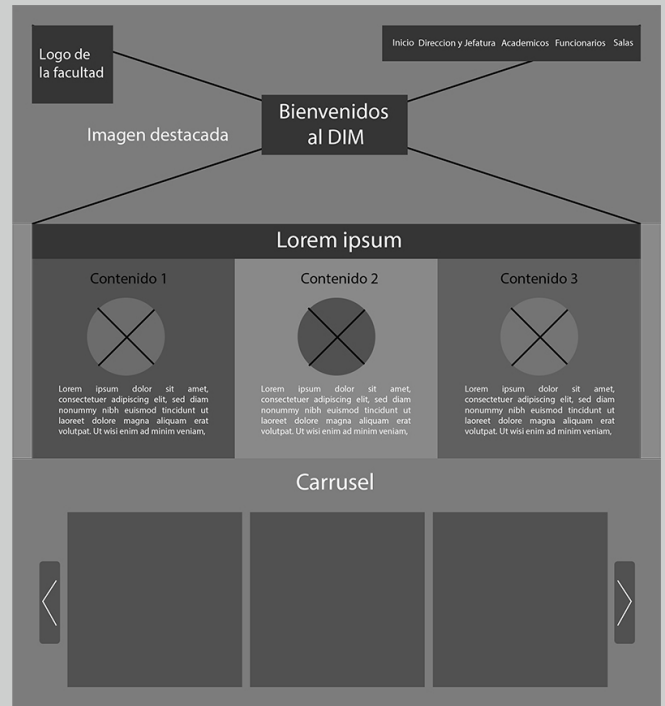 Logo de
la facultad
Inicio Direccion y Jefatura Academicos Funcionarios Salas
Bienvenidos
al DIM
Imagen destacada
Lorem ipsum
Contenido 1
Lorem ipsum dolor sit amet,
consectetuer adipiscing elit, sed diam
nonummy nibh euismod tincidunt ut
laoreet dolore magna aliquam erat
volutpat. Ut wisi enim ad minim veniam,
Contenido 2
Lorem ipsum dolor sit amet,
consectetuer adipiscing elit, sed diam
nonummy nibh euismod tincidunt ut
laoreet dolore magna aliquam erat
volutpat. Ut wisi enim ad minim veniam,
Contenido 3
Lorem ipsum dolor sit amet,
consectetuer adipiscing elit, sed diam
nonummy nibh euismod tincidunt ut
laoreet dolore magna aliquam erat
volutpat. Ut wisi enim ad minim veniam,
Carrusel